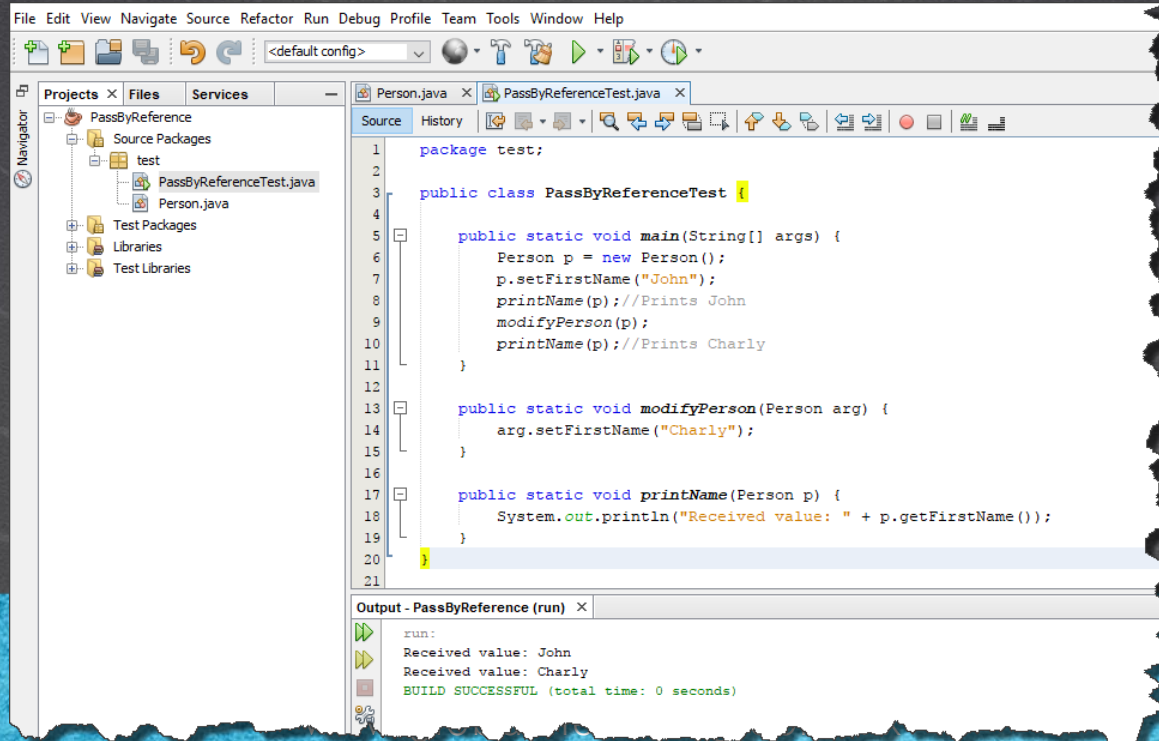 File Edit View Navigate Source Refactor Run Debug Profile Team Tools Window Help
<default config>
Projects Files Services
Navigator
PassByReference
Source Packages
test
PassByReferenceTest.java
Person.java
Test Packages
Libraries
Test Libraries
Person.java PassByReferenceTest.java
Source History
1 package test;
2
3 public class PassByReferenceTest {
4
5 public static void main(String[] args) {
6 Person p = new Person();
7 p.setFirstName("John");
8 printName(p);//Prints John
9 modifyPerson(p);
10 printName(p);//Prints Charly
11 }
12
13 public static void modifyPerson(Person arg) {
14 arg.setFirstName("Charly");
15 }
16
17 public static void printName(Person p) {
18 System.out.println("Received value: " + p.getFirstName());
19 }
20 }
21
Output - PassByReference (run)
run:
Received value: John
Received value: Charly
BUILD SUCCESSFUL (total time: 0 seconds)